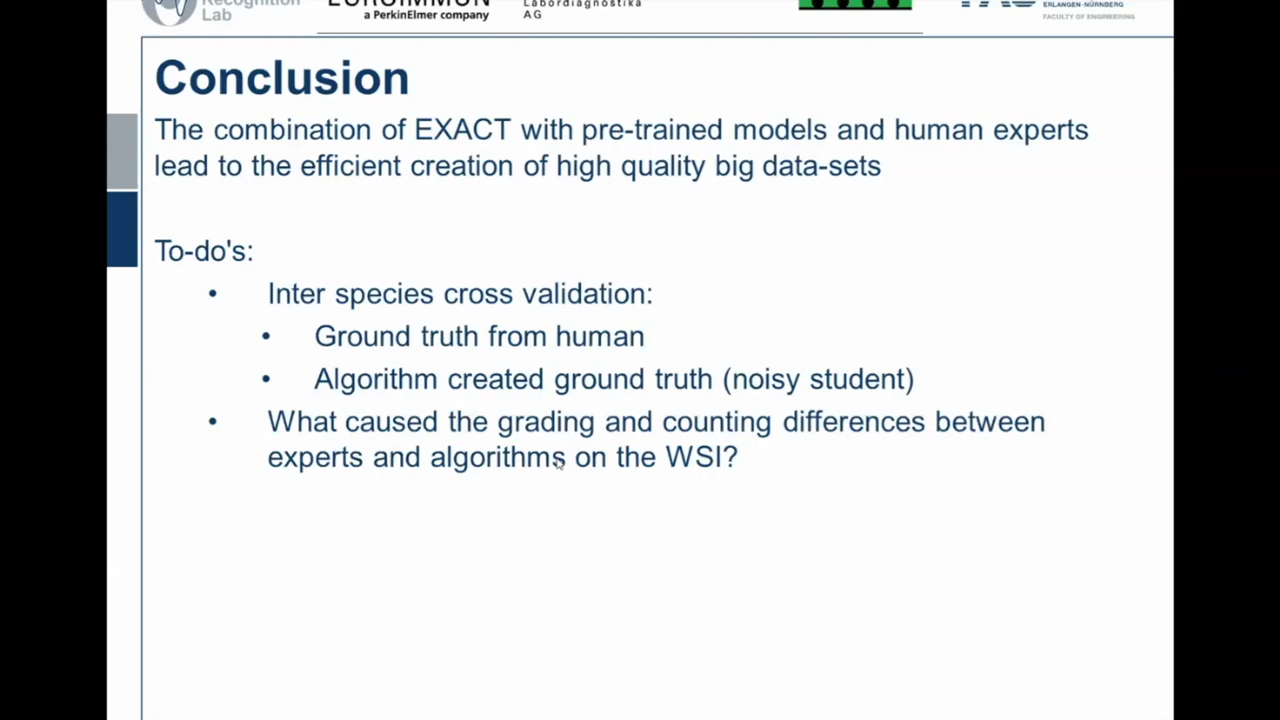 Recognition
Lab
EUROIMMUN
a PerkinElmer company
Labordiagnostika
AG
ERLANGEN-NÜRNBERG
FACULTY OF ENGINEERING
Conclusion
The combination of EXACT with pre-trained models and human experts
lead to the efficient creation of high quality big data-sets
To-do's:
• Inter species cross validation:
• Ground truth from human
• Algorithm created ground truth (noisy student)
• What caused the grading and counting differences between
experts and algorithms on the WSI?